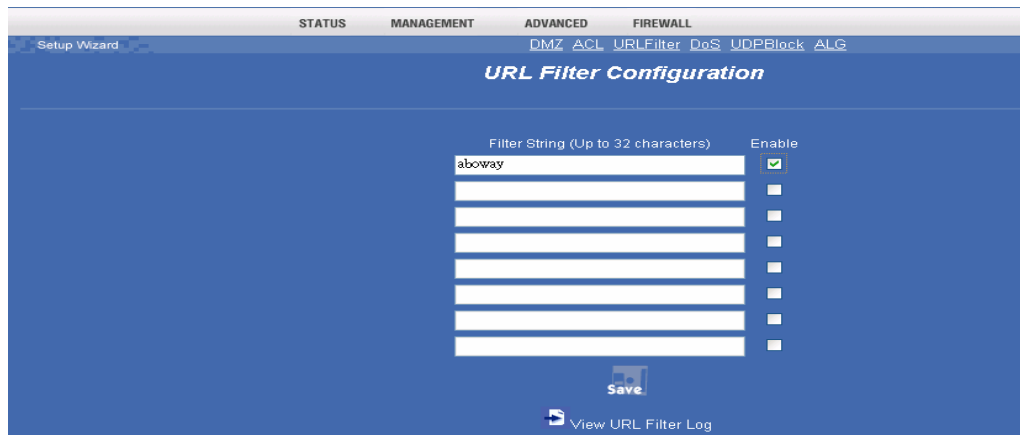 STATUS MANAGEMENT ADVANCED FIREWALL
Setup Wizard DMZ ACL URLFilter DoS UDPBlock ALG
URL Filter Configuration
Filter String (Up to 32 characters) Enable
aboway
Save
View URL Filter Log